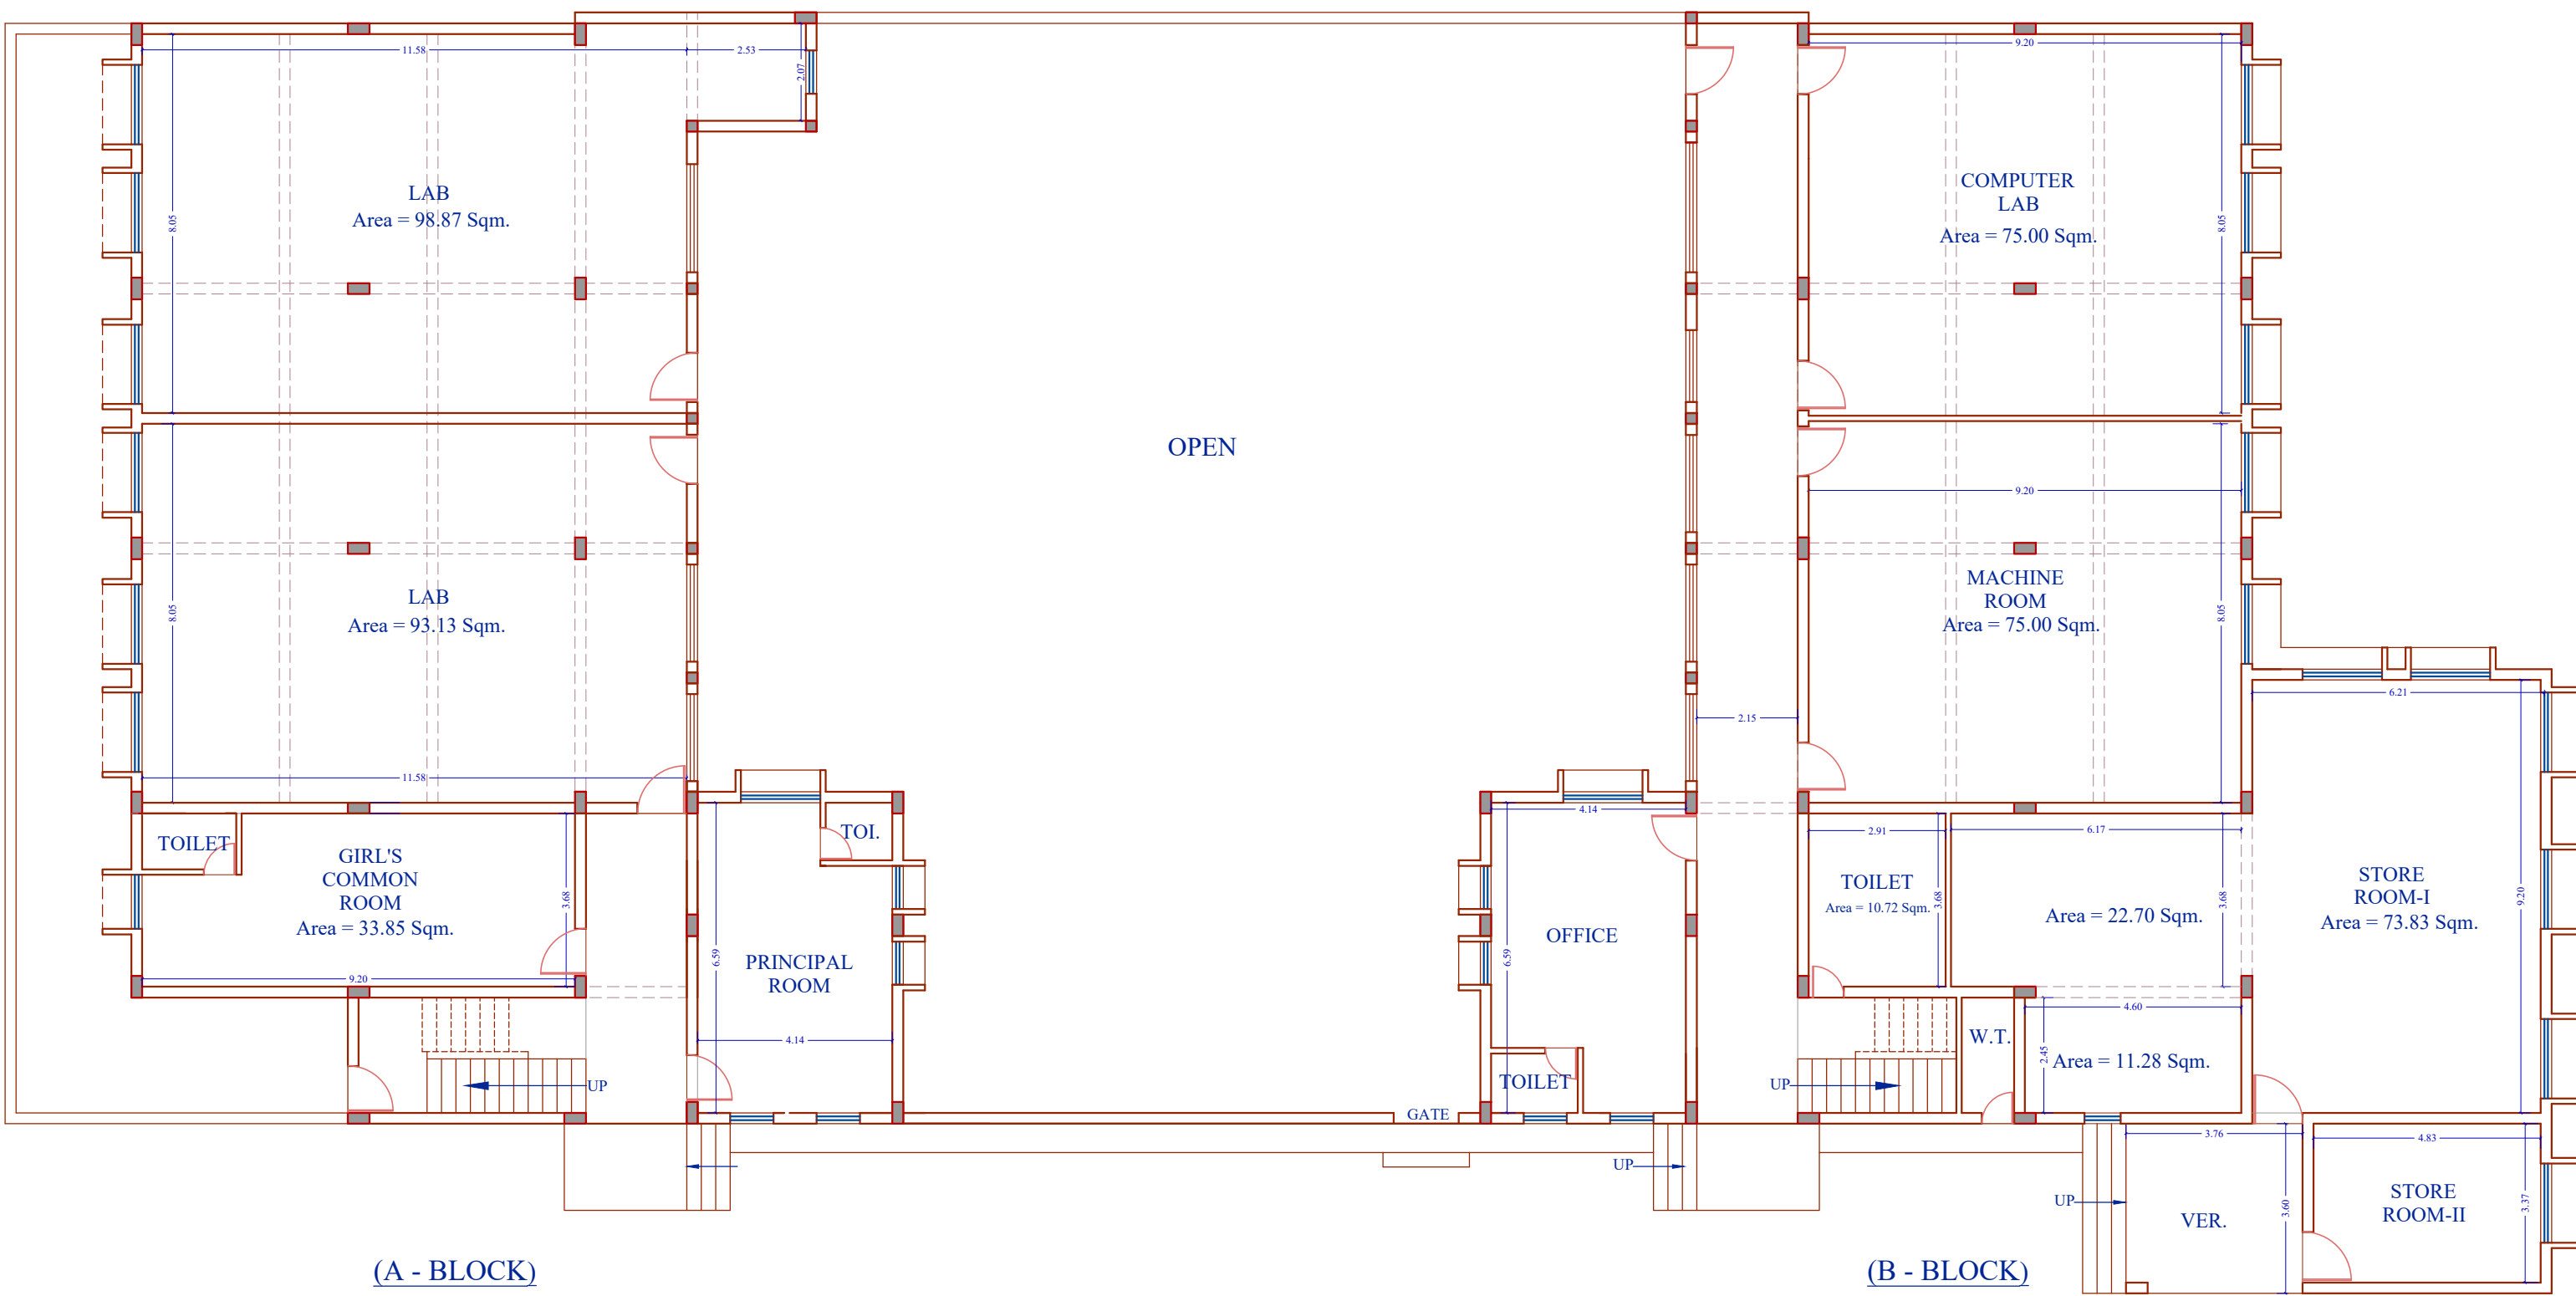 11.58
2.53
2.07
9.20
LAB
Area = 98.87 Sqm.
8.05
COMPUTER
LAB
Area = 75.00 Sqm.
8.05
OPEN
9.20
LAB
Area = 93.13 Sqm.
8.05
MACHINE
ROOM
Area = 75.00 Sqm.
8.05
6.21
2.15
11.58
4.14
TOILET
TOI.
2.91
6.17
GIRL'S
COMMON
ROOM
Area = 33.85 Sqm.
3.68
9.20
PRINCIPAL
ROOM
6.59
4.14
OFFICE
6.59
TOILET
TOILET
Area = 10.72 Sqm.
3.68
Area = 22.70 Sqm.
3.68
STORE
ROOM-I
Area = 73.83 Sqm.
9.20
4.60
W.T.
2.45
Area = 11.28 Sqm.
UP
UP
GATE
3.76
4.83
UP
UP
VER.
3.60
STORE
ROOM-II
3.37
(A - BLOCK)
(B - BLOCK)